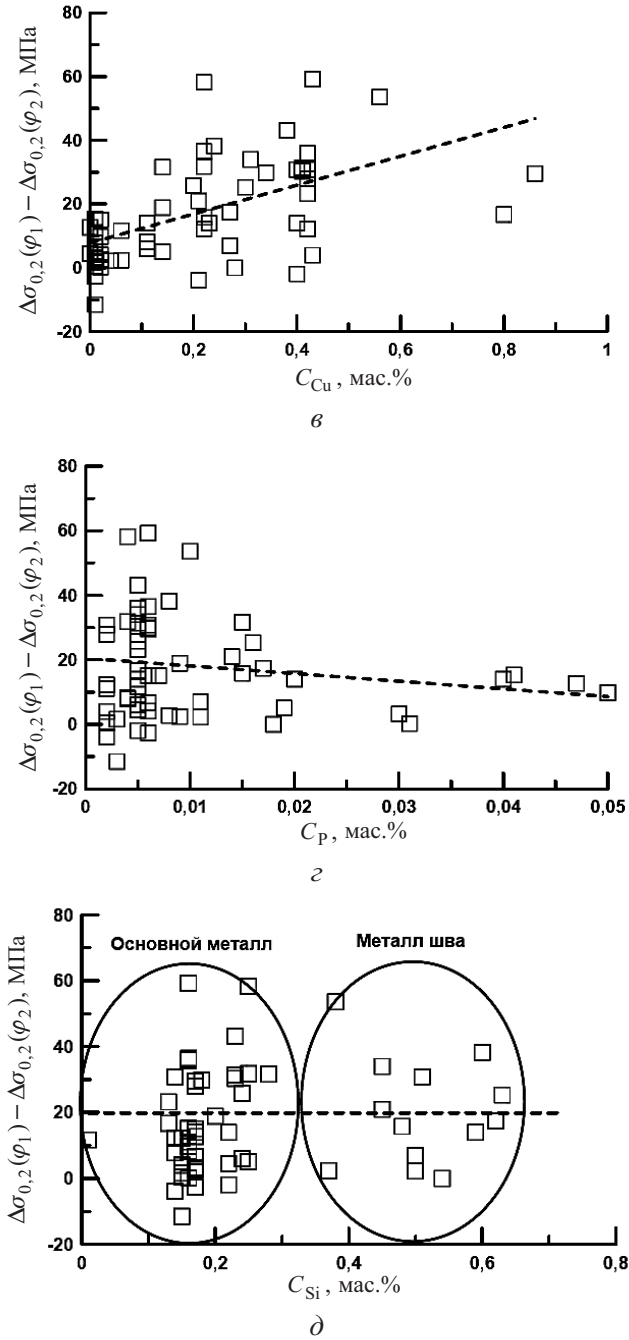 Δσ₀,₂(φ₁) – Δσ₀,₂(φ₂), МПа
80
60
40
20
0
-20
0 0,2 0,4 0,6 0,8 1
C_Cu, мас.%
в
Δσ₀,₂(φ₁) – Δσ₀,₂(φ₂), МПа
80
60
40
20
0
-20
0 0,01 0,02 0,03 0,04 0,05
C_P, мас.%
г
Δσ₀,₂(φ₁) – Δσ₀,₂(φ₂), МПа
80
60
40
20
0
-20
Основной металл Металл шва
0 0,2 0,4 0,6 0,8
C_Si, мас.%
д